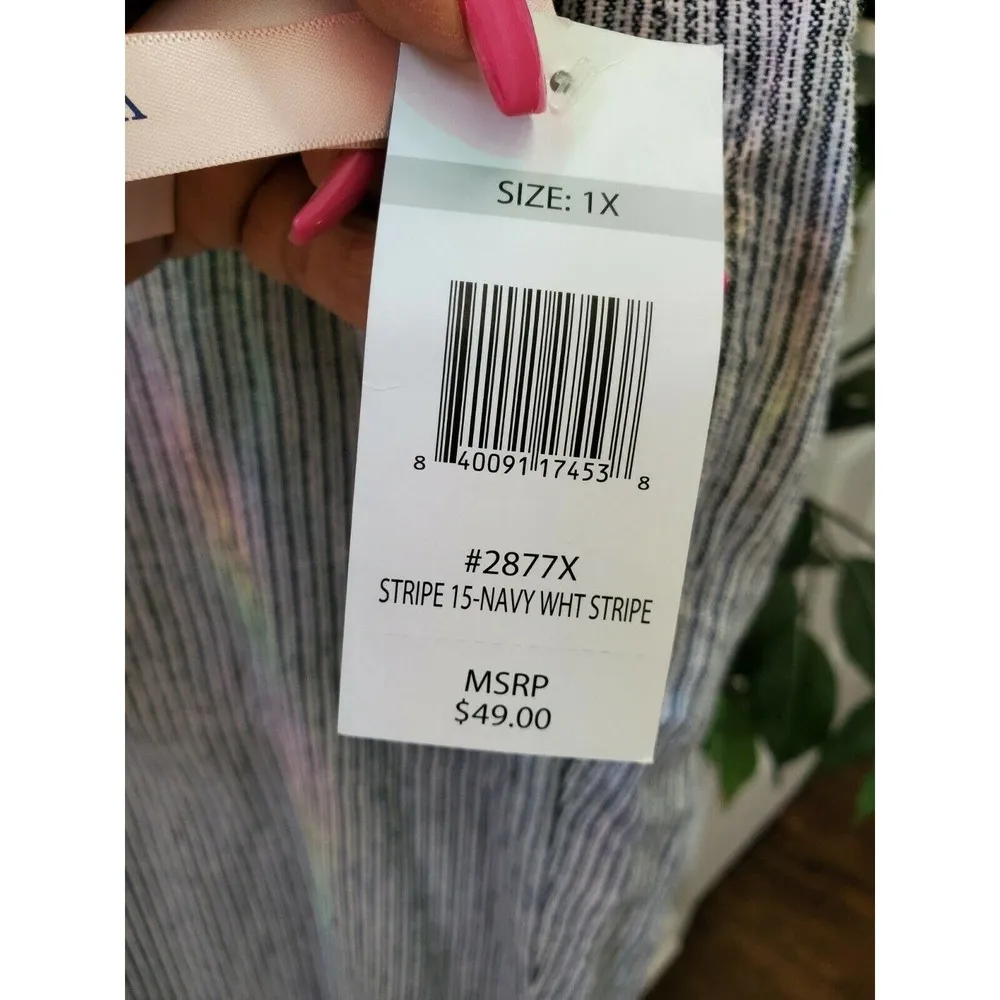 SIZE: 1X
8 40091 17453 8
#2877X
STRIPE 15-NAVY WHT STRIPE
MSRP
$49.00